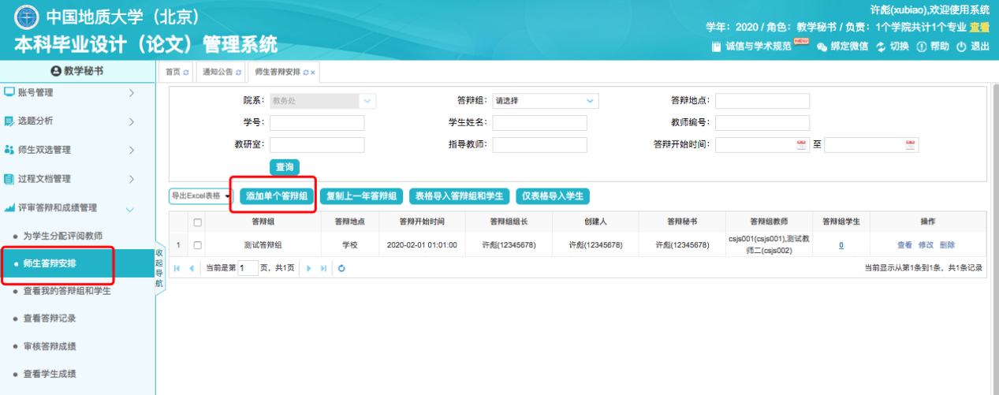 中国地质大学（北京）
本科毕业设计（论文）管理系统
许彪(xubiao),欢迎使用系统
学年：2020 / 角色：教学秘书 / 负责：1个学院共计1个专业 查看
诚信与学术规范 NEW 绑定微信 切换 帮助 退出
教学秘书
首页 通知公告 师生答辩安排
账号管理
选题分析
师生双选管理
过程文档管理
评审答辩和成绩管理
为学生分配评阅教师
师生答辩安排
查看我的答辩组和学生
查看答辩记录
审核答辩成绩
查看学生成绩
收起导航
院系： 教务处 答辩组： 请选择 答辩地点：
学号： 学生姓名： 教师编号：
教研室： 指导教师： 答辩开始时间： 至
查询
导出Excel表格 添加单个答辩组 复制上一年答辩组 表格导入答辩组和学生 仅表格导入学生
答辩组 答辩地点 答辩开始时间 答辩组组长 创建人 答辩秘书 答辩组教师 答辩组学生 操作
1 测试答辩组 学校 2020-02-01 01:01:00 许彪(12345678) 许彪(12345678) 许彪(12345678) csjs001(csjs001),测试教师二(csjs002) 0 查看 修改 删除
当前是第 1 页，共1页
当前显示从第1条到1条，共1条记录